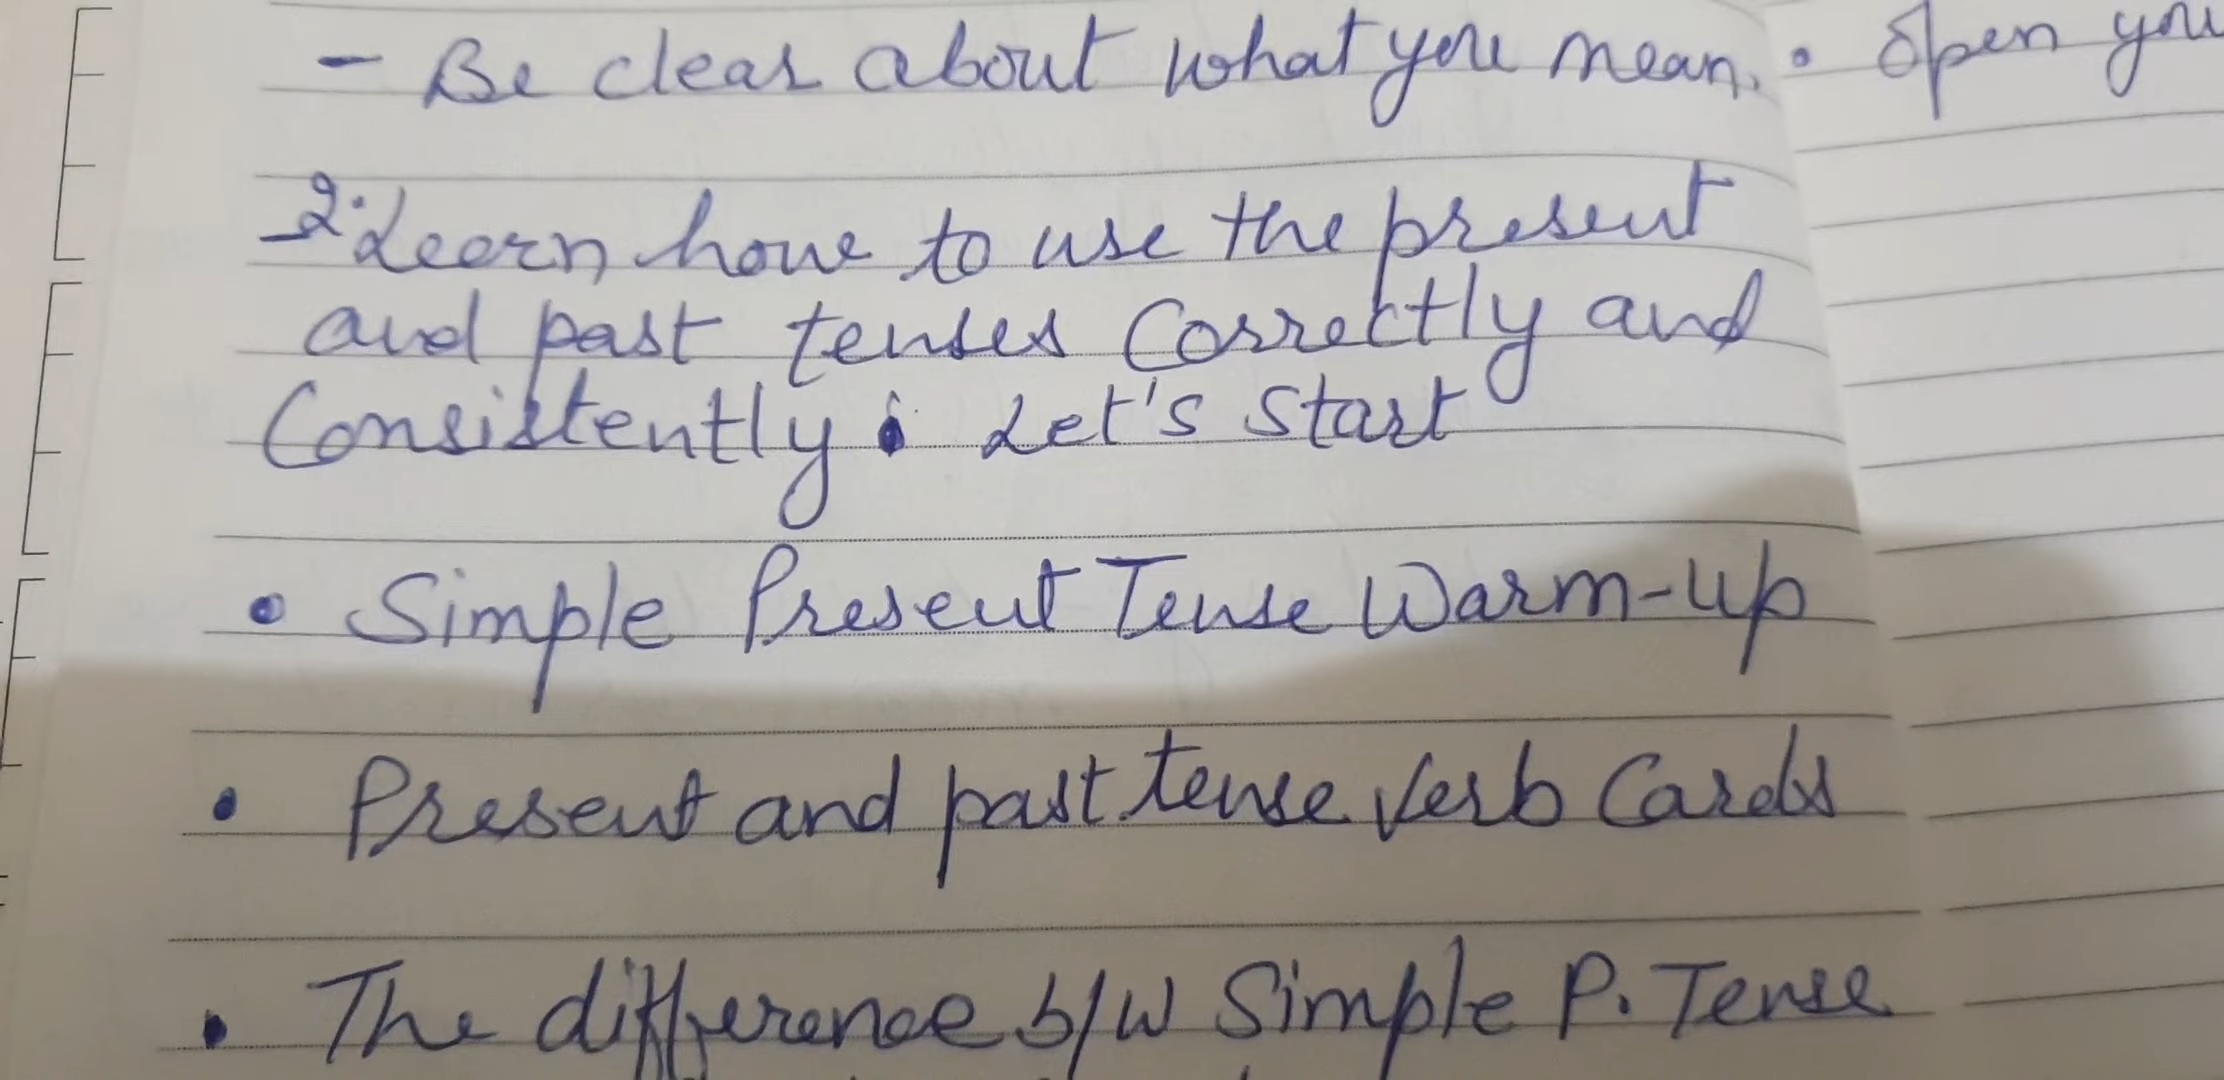 - Be clear about what you mean.
2. Learn how to use the present
and past tenses Correctly and
Consistently. Let's Start
• Simple Present Tense Warm-up
• Present and past tense Verb Cards
• The difference b/w Simple P. Tense
• Open you